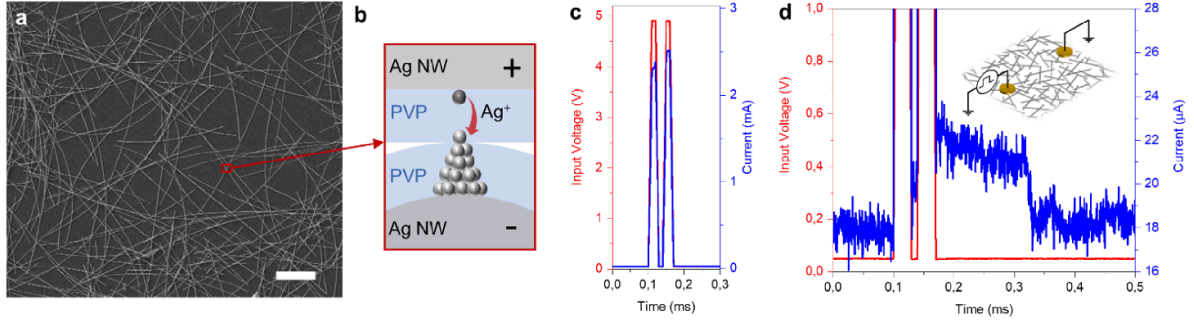 a
b
Ag NW +
PVP
Ag⁺
PVP
Ag NW -
c
Input Voltage (V)
5
4
3
2
1
0
0,0 0,1 0,2 0,3
Time (ms)
3
2
1
0
Current (mA)
d
Input Voltage (V)
1,0
0,8
0,6
0,4
0,2
0,0
0,0 0,1 0,2 0,3 0,4 0,5
Time (ms)
28
26
24
22
20
18
16
Current (µA)